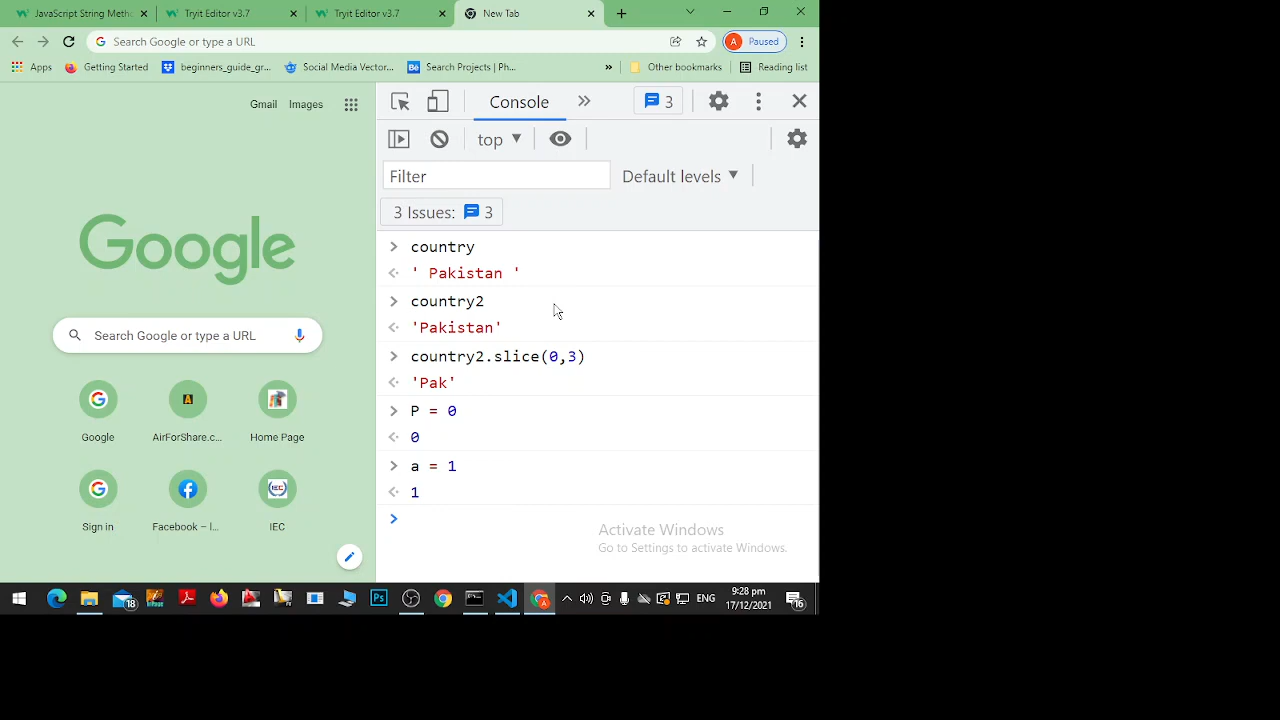 JavaScript String Meth
Tryit Editor v3.7
Tryit Editor v3.7
New Tab
Search Google or type a URL
A Paused
Apps
Getting Started
beginners_guide_gr...
Social Media Vector...
Search Projects | Ph...
»
Other bookmarks
Reading list
Gmail Images
Google
Search Google or type a URL
Google
AirForShare.c...
Home Page
Sign in
Facebook – l...
IEC
Console » 3
top
Filter
Default levels
3 Issues: 3
> country
' Pakistan '
> country2
'Pakistan'
> country2.slice(0,3)
'Pak'
> P = 0
0
> a = 1
1
>
Activate Windows
Go to Settings to activate Windows.
18
Ps
ENG
9:28 pm
17/12/2021
16